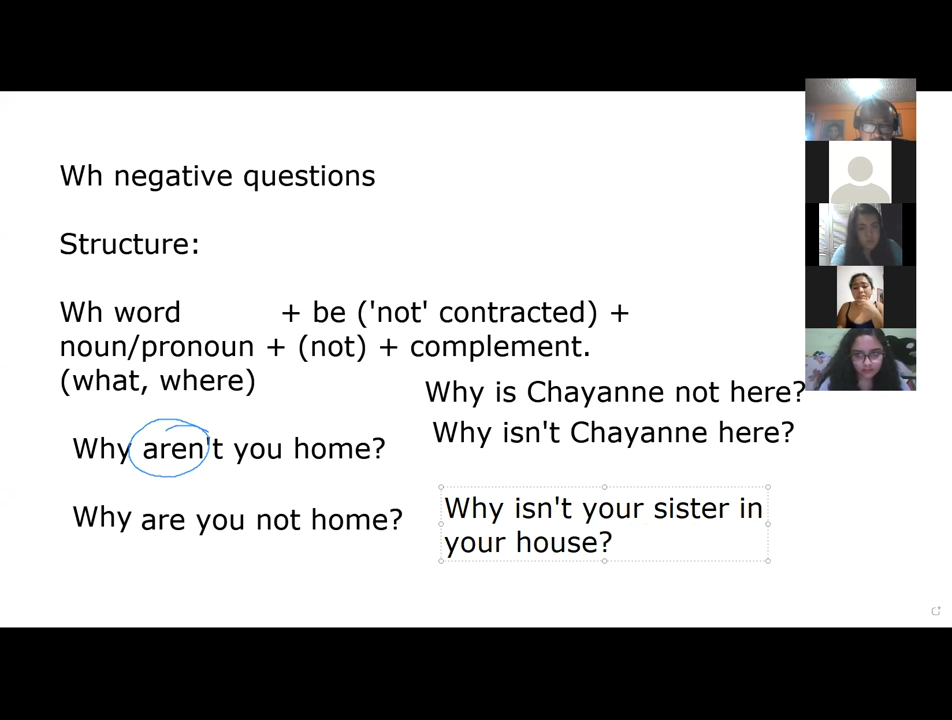 Wh negative questions
Structure:
Wh word + be ('not' contracted) +
noun/pronoun + (not) + complement.
(what, where)
Why is Chayanne not here?
Why isn't Chayanne here?
Why aren't you home?
Why are you not home?
Why isn't your sister in
your house?